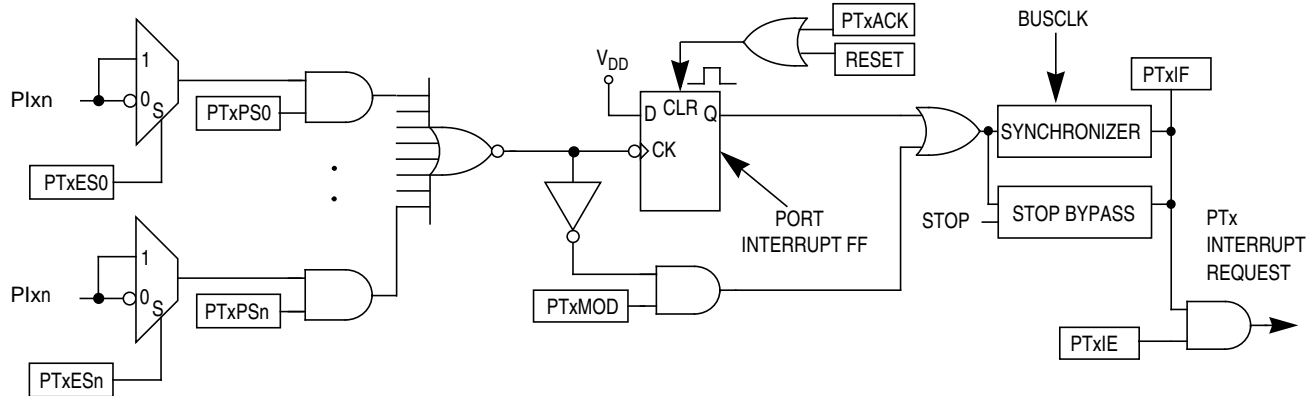 PTxACK
RESET
BUSCLK
VDD
PTxIF
1
PIxn
0
S
PTxPS0
D
CLR
Q
CK
SYNCHRONIZER
PTxES0
STOP
STOP BYPASS
PORT
INTERRUPT FF
PTx
INTERRUPT
REQUEST
1
PIxn
0
S
PTxPSn
PTxMOD
PTxIE
PTxESn